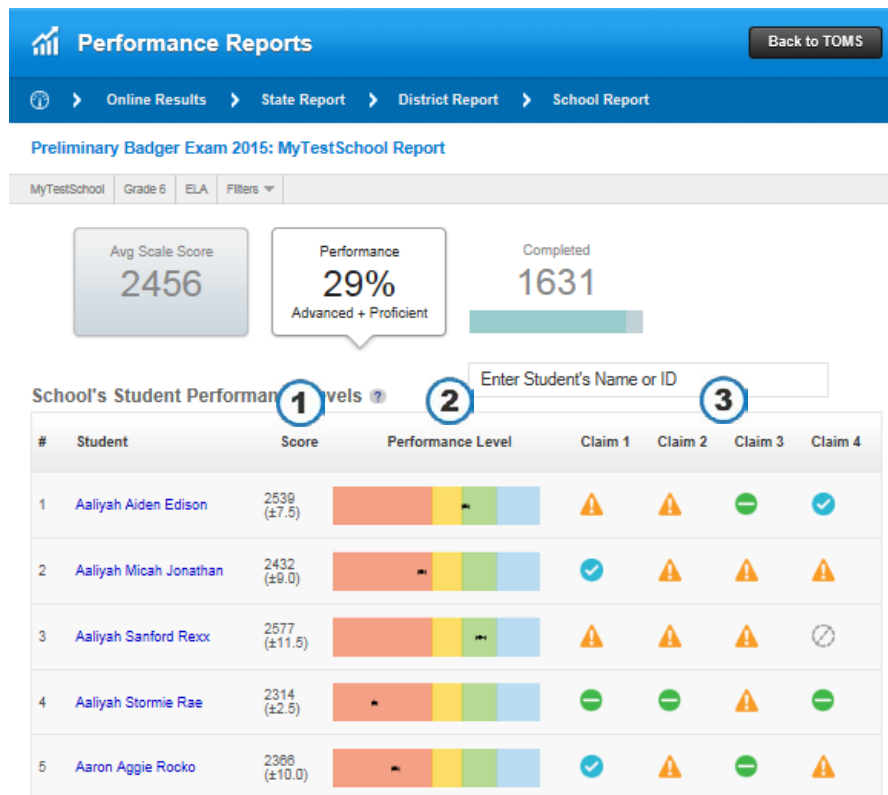 Performance Reports
Back to TOMS
Online Results
State Report
District Report
School Report
Preliminary Badger Exam 2015: MyTestSchool Report
MyTestSchool
Grade 6
ELA
Filters
Avg Scale Score
2456
Performance
29%
Advanced + Proficient
Completed
1631
Enter Student's Name or ID
School's Student Performan vels ?
1
2
3
# Student Score Performance Level Claim 1 Claim 2 Claim 3 Claim 4
1 Aaliyah Aiden Edison 2539
(±7.5)
2 Aaliyah Micah Jonathan 2432
(±9.0)
3 Aaliyah Sanford Rexx 2577
(±11.5)
4 Aaliyah Stormie Rae 2314
(±2.5)
5 Aaron Aggie Rocko 2366
(±10.0)